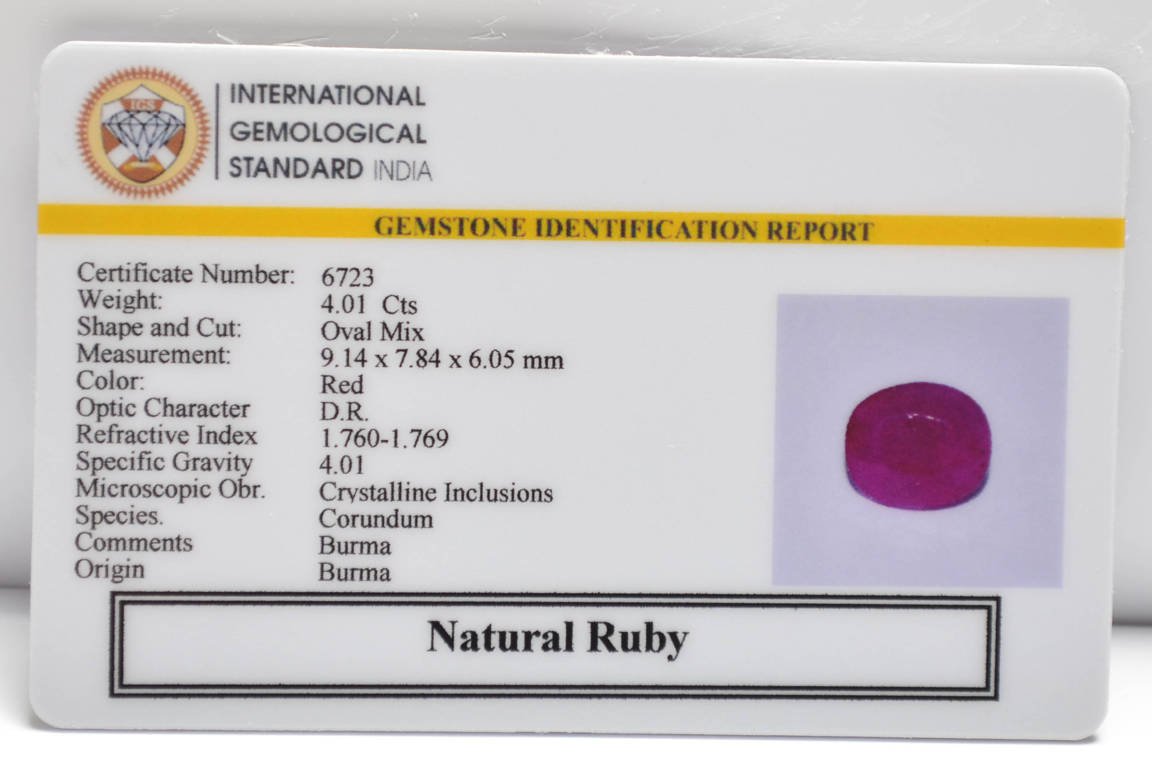 IGS
INTERNATIONAL
GEMOLOGICAL
STANDARD INDIA
GEMSTONE IDENTIFICATION REPORT
Certificate Number: 6723
Weight: 4.01 Cts
Shape and Cut: Oval Mix
Measurement: 9.14 x 7.84 x 6.05 mm
Color: Red
Optic Character D.R.
Refractive Index 1.760-1.769
Specific Gravity 4.01
Microscopic Obr. Crystalline Inclusions
Species. Corundum
Comments Burma
Origin Burma
Natural Ruby